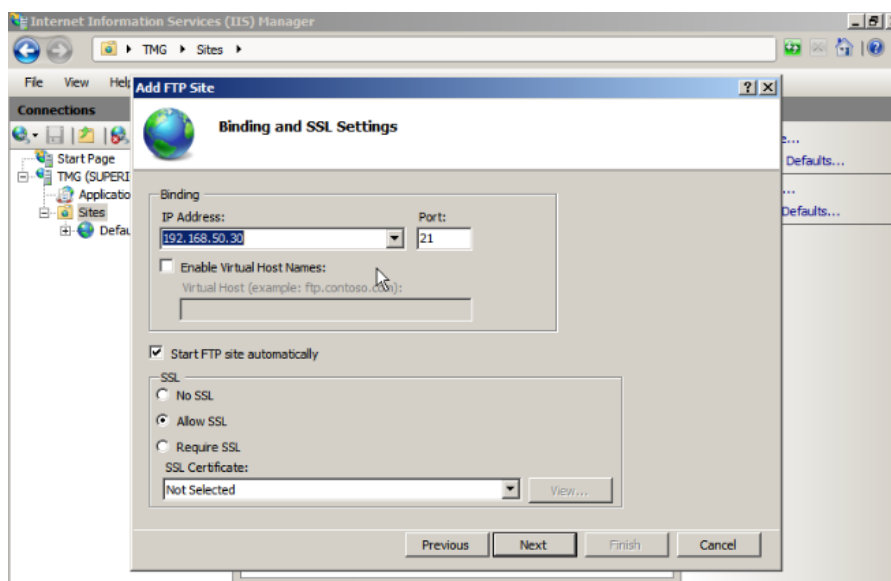 Internet Information Services (IIS) Manager
TMG Sites
File View Help
Add FTP Site
Connections
Binding and SSL Settings
Start Page
Defaults...
TMG (SUPERI
Applicatio
Sites
Defaults...
Defau
Binding
IP Address: Port:
192.168.50.30 21
Enable Virtual Host Names:
Virtual Host (example: ftp.contoso.com):
Start FTP site automatically
SSL
No SSL
Allow SSL
Require SSL
SSL Certificate:
Not Selected View...
Previous Next Finish Cancel